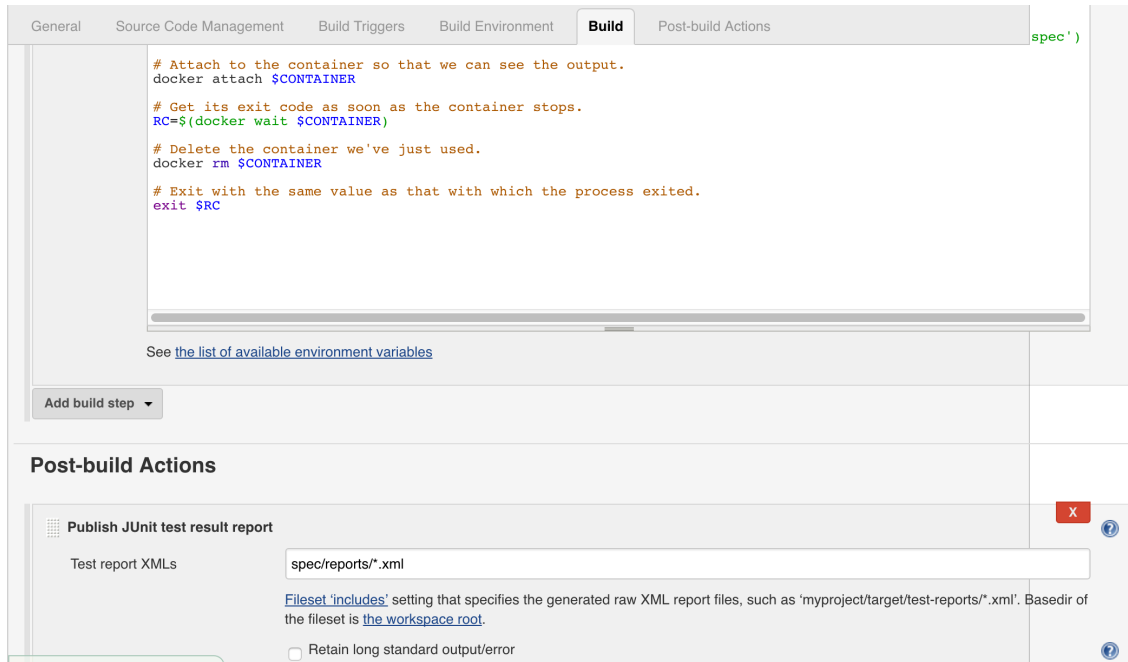 General Source Code Management Build Triggers Build Environment Build Post-build Actions
spec')
# Attach to the container so that we can see the output.
docker attach $CONTAINER
# Get its exit code as soon as the container stops.
RC=$(docker wait $CONTAINER)
# Delete the container we've just used.
docker rm $CONTAINER
# Exit with the same value as that with which the process exited.
exit $RC
See the list of available environment variables
Add build step
Post-build Actions
X
Publish JUnit test result report
?
Test report XMLs
spec/reports/*.xml
Fileset ‘includes’ setting that specifies the generated raw XML report files, such as ‘myproject/target/test-reports/*.xml’. Basedir of
the fileset is the workspace root.
Retain long standard output/error
?